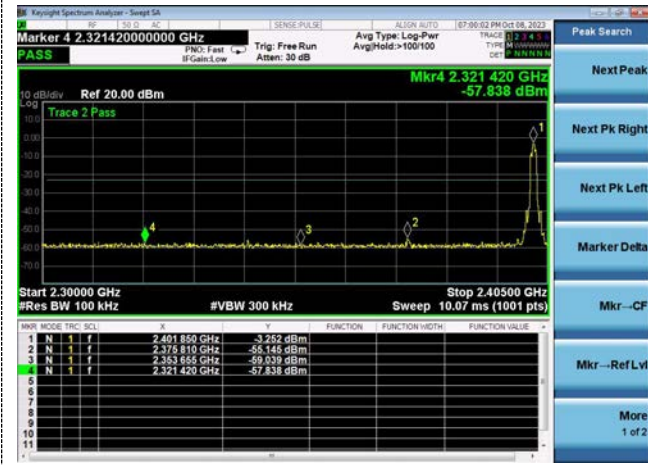 Keysight Spectrum Analyzer - Swept SA
RF 50 Ω AC SENSE:PULSE ALIGN AUTO 07:00:02 PM Oct 08, 2023
Marker 4 2.321420000000 GHz
PASS
PNO: Fast
IFGain:Low
Trig: Free Run
Atten: 30 dB
Avg Type: Log-Pwr
Avg|Hold:>100/100
TRACE 1 2 3 4 5 6
TYPE M
DET P N N N N N
Peak Search
Next Peak
Next Pk Right
Next Pk Left
Marker Delta
Mkr→CF
Mkr→Ref Lvl
More
1 of 2
Mkr4 2.321 420 GHz
-57.838 dBm
10 dB/div Ref 20.00 dBm
Log
Trace 2 Pass
10.0
0.00
-10.0
-20.0
-30.0
-40.0
-50.0
-60.0
-70.0
1
2
3
4
Start 2.30000 GHz Stop 2.40500 GHz
#Res BW 100 kHz #VBW 300 kHz Sweep 10.07 ms (1001 pts)
MKR MODE TRC SCL X Y FUNCTION FUNCTION WIDTH FUNCTION VALUE
1 N 1 f 2.401 850 GHz -3.252 dBm
2 N 1 f 2.375 810 GHz -55.145 dBm
3 N 1 f 2.353 665 GHz -59.039 dBm
4 N 1 f 2.321 420 GHz -57.838 dBm
5
6
7
8
9
10
11